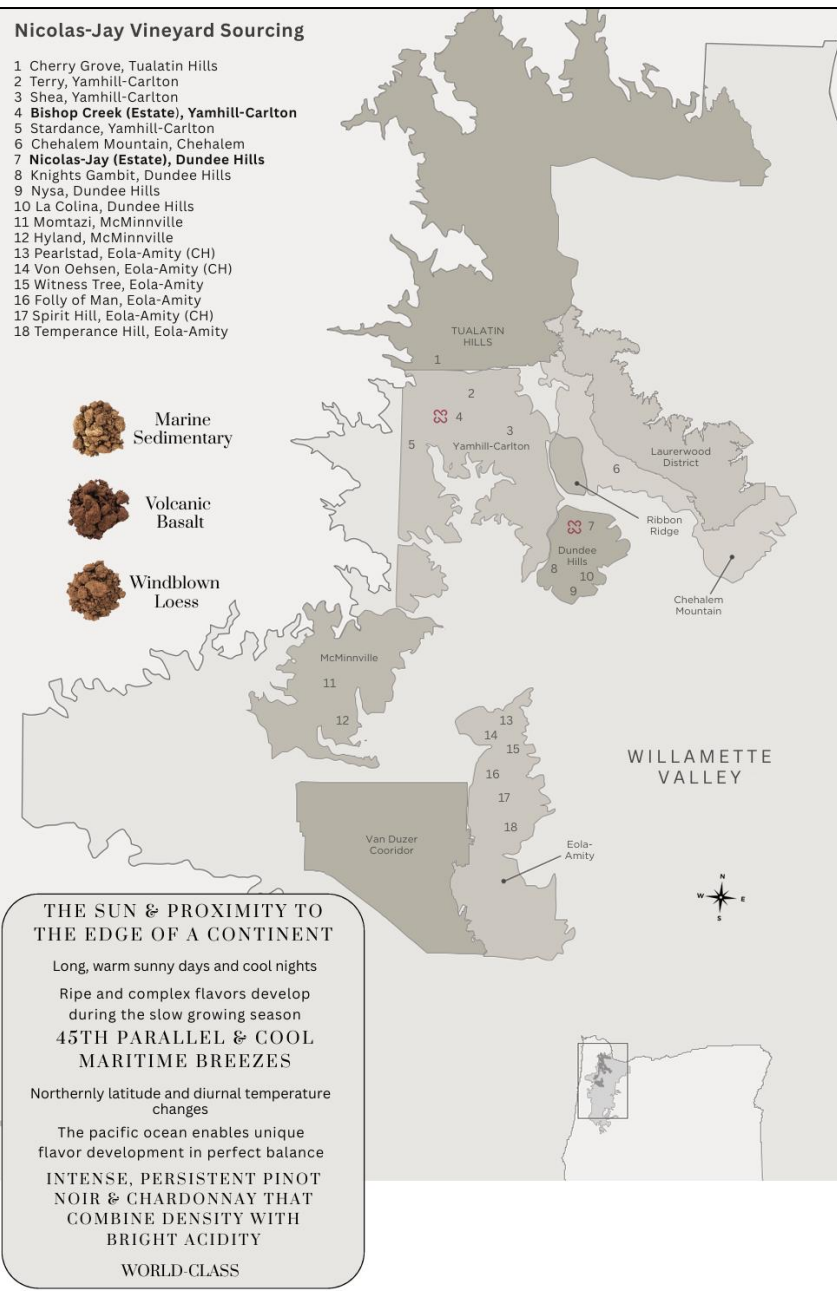 Nicolas-Jay Vineyard Sourcing
1 Cherry Grove, Tualatin Hills
2 Terry, Yamhill-Carlton
3 Shea, Yamhill-Carlton
4 Bishop Creek (Estate), Yamhill-Carlton
5 Stardance, Yamhill-Carlton
6 Chehalem Mountain, Chehalem
7 Nicolas-Jay (Estate), Dundee Hills
8 Knights Gambit, Dundee Hills
9 Nysa, Dundee Hills
10 La Colina, Dundee Hills
11 Momtazi, McMinnville
12 Hyland, McMinnville
13 Pearlstad, Eola-Amity (CH)
14 Von Oehsen, Eola-Amity (CH)
15 Witness Tree, Eola-Amity
16 Folly of Man, Eola-Amity
17 Spirit Hill, Eola-Amity (CH)
18 Temperance Hill, Eola-Amity
Marine
Sedimentary
Volcanic
Basalt
Windblown
Loess
TUALATIN
HILLS
1
2
4
3
5
Yamhill-Carlton
6
Laurerwood
District
Ribbon
Ridge
7
Dundee
Hills
8
10
9
Chehalem
Mountain
McMinnville
11
12
13
14
15
16
17
18
WILLAMETTE
VALLEY
Van Duzer
Cooridor
Eola-
Amity
N
W
E
S
THE SUN & PROXIMITY TO
THE EDGE OF A CONTINENT
Long, warm sunny days and cool nights
Ripe and complex flavors develop
during the slow growing season
45TH PARALLEL & COOL
MARITIME BREEZES
Northernly latitude and diurnal temperature
changes
The pacific ocean enables unique
flavor development in perfect balance
INTENSE, PERSISTENT PINOT
NOIR & CHARDONNAY THAT
COMBINE DENSITY WITH
BRIGHT ACIDITY
WORLD-CLASS